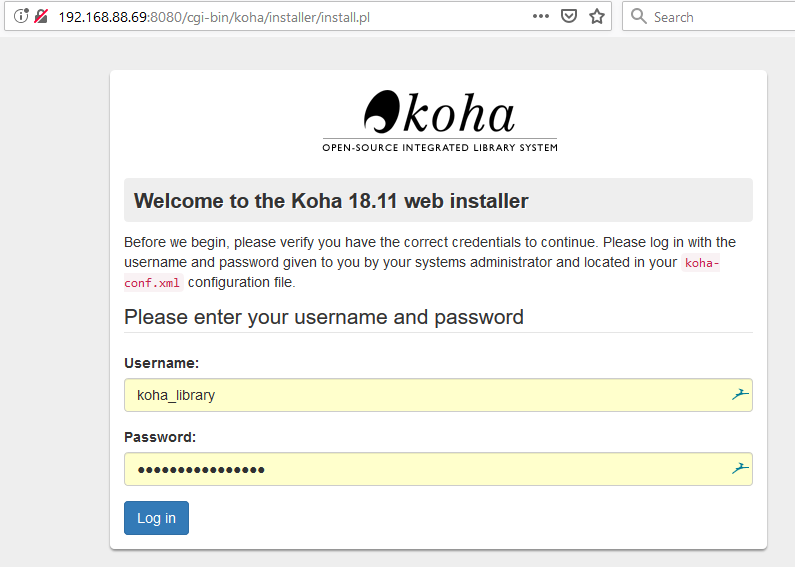 192.168.88.69:8080/cgi-bin/koha/installer/install.pl
Search
koha
OPEN-SOURCE INTEGRATED LIBRARY SYSTEM
Welcome to the Koha 18.11 web installer
Before we begin, please verify you have the correct credentials to continue. Please log in with the
username and password given to you by your systems administrator and located in your koha-
conf.xml configuration file.
Please enter your username and password
Username:
koha_library
Password:
●●●●●●●●●●●●●●●●
Log in